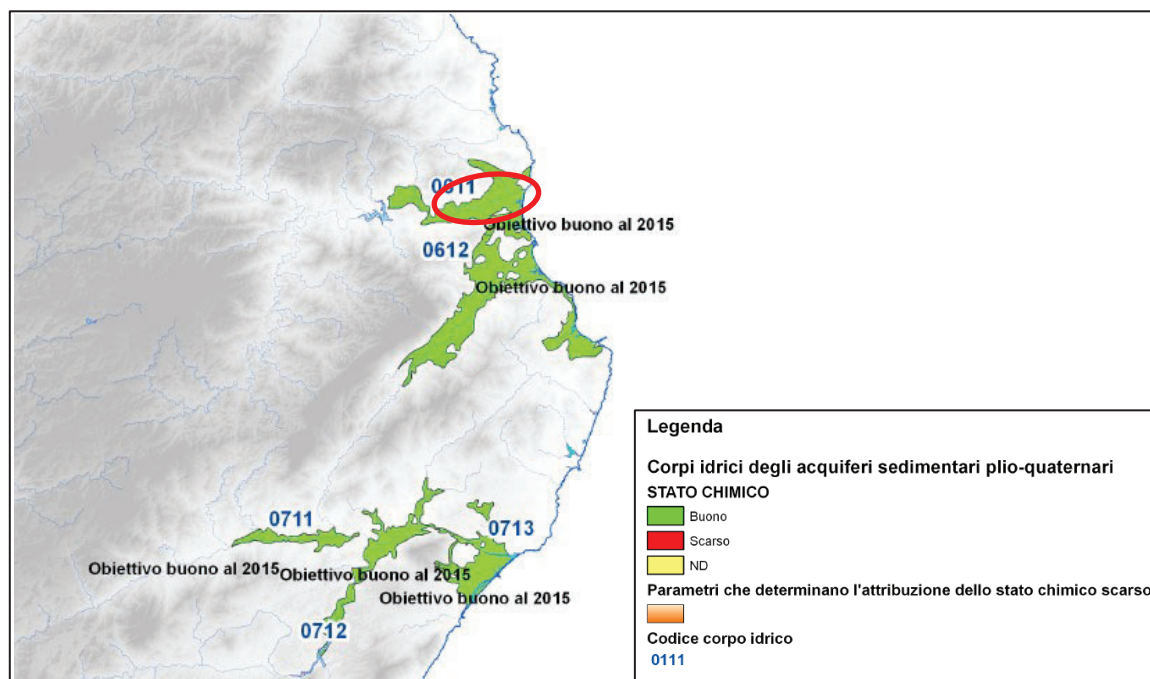 0611
Obiettivo buono al 2015
0612
Obiettivo buono al 2015
0711
0713
Obiettivo buono al 2015
Obiettivo buono al 2015
Obiettivo buono al 2015
0712
Legenda
Corpi idrici degli acquiferi sedimentari plio-quaternari
STATO CHIMICO
Buono
Scarso
ND
Parametri che determinano l'attribuzione dello stato chimico scarso
Codice corpo idrico
0111